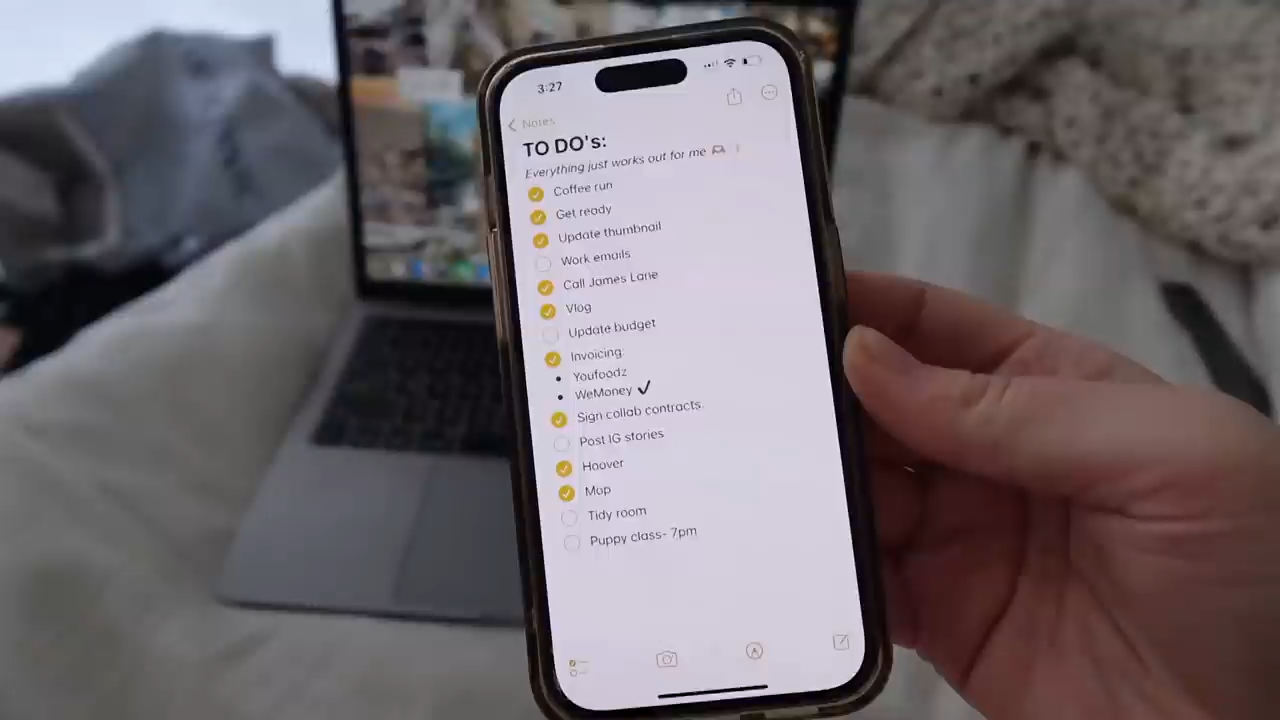 3:27
Notes
TO DO's:
Everything just works out for me
Coffee run
Get ready
Update thumbnail
Work emails
Call James Lane
Vlog
Update budget
Invoicing:
• Youfoodz
• WeMoney ✔
Sign collab contracts.
Post IG stories
Hoover
Mop
Tidy room
Puppy class- 7pm